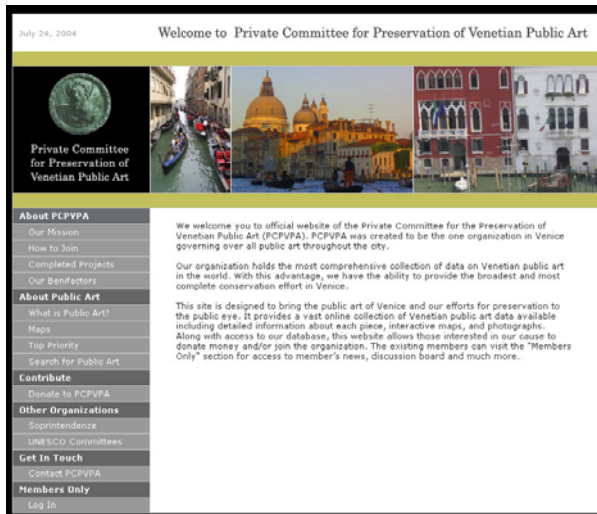 July 24, 2004
Welcome to Private Committee for Preservation of Venetian Public Art
Private Committee
for Preservation of
Venetian Public Art
About PCPVPA
Our Mission
How to Join
Completed Projects
Our Benifactors
About Public Art
What is Public Art?
Maps
Top Priority
Search for Public Art
Contribute
Donate to PCPVPA
Other Organizations
Soprintendenze
UNESCO Committees
Get In Touch
Contact PCPVPA
Members Only
Log In
We welcome you to official website of the Private Committee for the Preservation of
Venetian Public Art (PCPVPA). PCPVPA was created to be the one organization in Venice
governing over all public art throughout the city.
Our organization holds the most comprehensive collection of data on Venetian public art
in the world. With this advantage, we have the ability to provide the broadest and most
complete conservation effort in Venice.
This site is designed to bring the public art of Venice and our efforts for preservation to
the public eye. It provides a vast online collection of Venetian public art data available
including detailed information about each piece, interactive maps, and photographs.
Along with access to our database, this website allows those interested in our cause to
donate money and/or join the organization. The existing members can visit the "Members
Only" section for access to member's news, discussion board and much more.